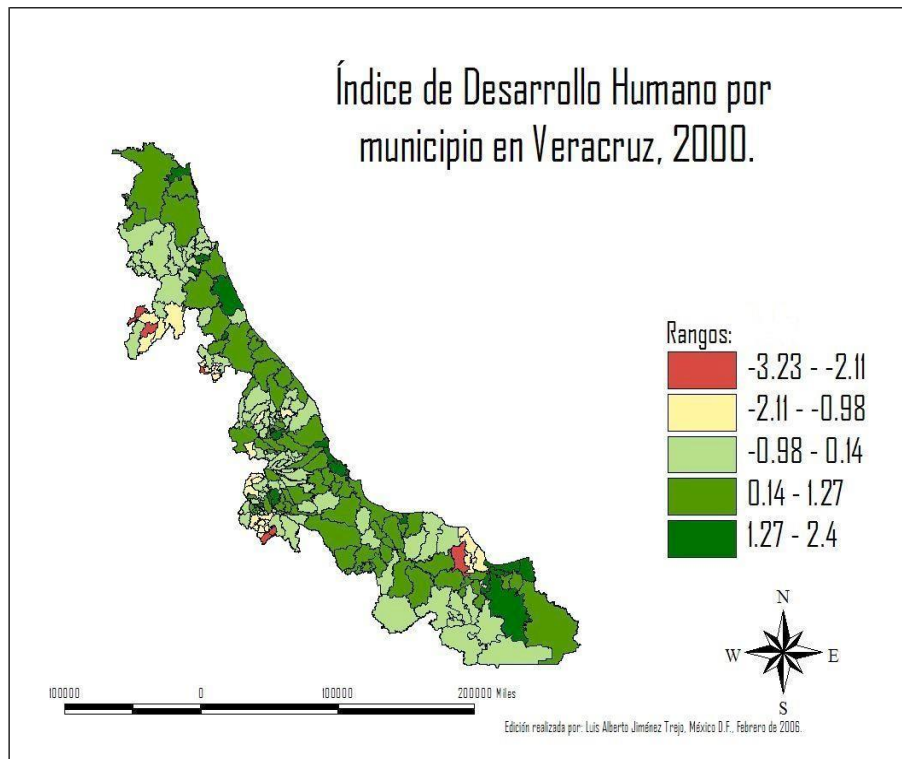 Índice de Desarrollo Humano por
municipio en Veracruz, 2000.
Rangos:
-3.23 - -2.11
-2.11 - -0.98
-0.98 - 0.14
0.14 - 1.27
1.27 - 2.4
N
W E
S
100000 0 100000 200000 Miles
Edición realizada por: Luis Alberto Jiménez Trejo, México D.F., Febrero de 2006.